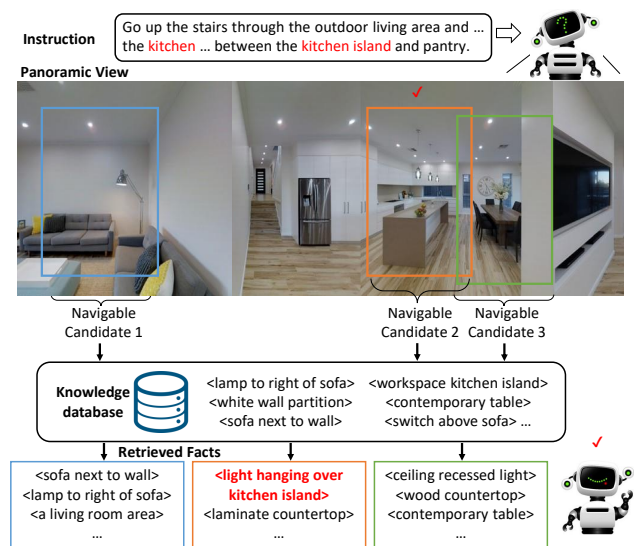 Instruction
Go up the stairs through the outdoor living area and ...
the kitchen ... between the kitchen island and pantry.
Panoramic View
Navigable
Candidate 1
Navigable
Candidate 2
Navigable
Candidate 3
Knowledge
database
<lamp to right of sofa>
<white wall partition>
<sofa next to wall>
<workspace kitchen island>
<contemporary table>
<switch above sofa> ...
Retrieved Facts
<sofa next to wall>
<lamp to right of sofa>
<a living room area>
...
<light hanging over
kitchen island>
<laminate countertop>
...
<ceiling recessed light>
<wood countertop>
<contemporary table>
...